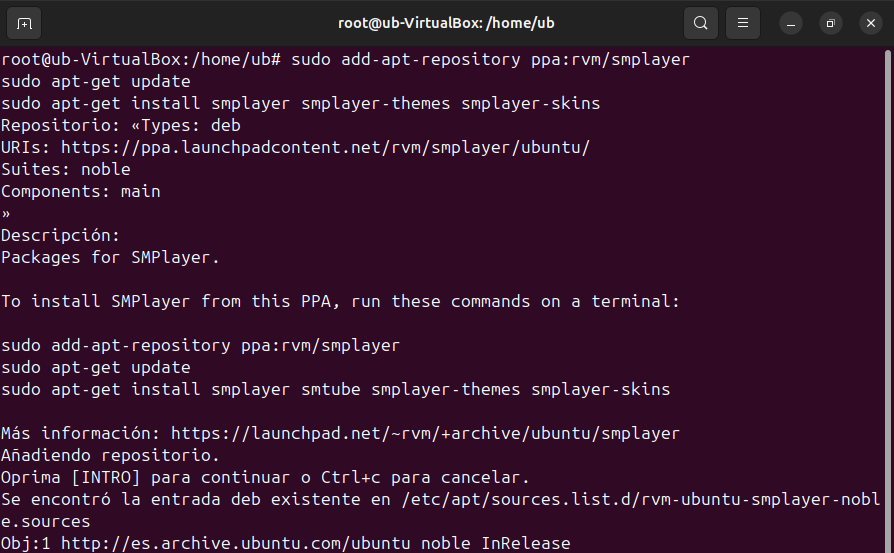 root@ub-VirtualBox: /home/ub
root@ub-VirtualBox:/home/ub# sudo add-apt-repository ppa:rvm/smplayer
sudo apt-get update
sudo apt-get install smplayer smplayer-themes smplayer-skins
Repositorio: «Types: deb
URIs: https://ppa.launchpadcontent.net/rvm/smplayer/ubuntu/
Suites: noble
Components: main
»
Descripción:
Packages for SMPlayer.
To install SMPlayer from this PPA, run these commands on a terminal:
sudo add-apt-repository ppa:rvm/smplayer
sudo apt-get update
sudo apt-get install smplayer smtube smplayer-themes smplayer-skins
Más información: https://launchpad.net/~rvm/+archive/ubuntu/smplayer
Añadiendo repositorio.
Oprima [INTRO] para continuar o Ctrl+c para cancelar.
Se encontró la entrada deb existente en /etc/apt/sources.list.d/rvm-ubuntu-smplayer-nobl
e.sources
Obj:1 http://es.archive.ubuntu.com/ubuntu noble InRelease